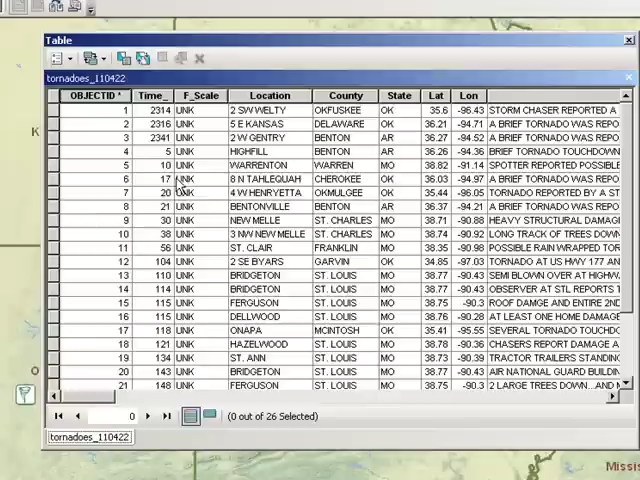 Table
tornadoes_110422
OBJECTID * Time_ F_Scale Location County State Lat Lon
1 2314 UNK 2 SW WELTY OKFUSKEE OK 35.6 -96.43 STORM CHASER REPORTED A
2 2316 UNK 5 E KANSAS DELAWARE OK 36.21 -94.71 A BRIEF TORNADO WAS REPO
3 2341 UNK 2 W GENTRY BENTON AR 36.27 -94.52 A BRIEF TORNADO WAS REPO
4 5 UNK HIGHFILL BENTON AR 36.26 -94.36 BRIEF TORNADO TOUCHDOWN
5 10 UNK WARRENTON WARREN MO 38.82 -91.14 SPOTTER REPORTED POSSIBLE
6 17 UNK 8 N TAHLEQUAH CHEROKEE OK 36.03 -94.97 A BRIEF TORNADO WAS REPO
7 20 UNK 4 W HENRYETTA OKMULGEE OK 35.44 -96.05 TORNADO REPORTED BY A ST
8 21 UNK BENTONVILLE BENTON AR 36.37 -94.21 A BRIEF TORNADO WAS REPO
9 30 UNK NEW MELLE ST. CHARLES MO 38.71 -90.88 HEAVY STRUCTURAL DAMAG
10 38 UNK 3 NW NEW MELLE ST. CHARLES MO 38.74 -90.92 LONG TRACK OF TREES DOWN
11 56 UNK ST. CLAIR FRANKLIN MO 38.35 -90.98 POSSIBLE RAIN WRAPPED TOR
12 104 UNK 2 SE BYARS GARVIN OK 34.85 -97.03 TORNADO AT US HWY 177 AN
13 110 UNK BRIDGETON ST. LOUIS MO 38.77 -90.43 SEMI BLOWN OVER AT HIGHW
14 114 UNK BRIDGETON ST. LOUIS MO 38.77 -90.43 OBSERVER AT STL REPORTS
15 115 UNK FERGUSON ST. LOUIS MO 38.75 -90.3 ROOF DAMGE AND ENTIRE 2ND
16 115 UNK DELLWOOD ST. LOUIS MO 38.76 -90.28 AT LEAST ONE HOME DAMAGE
17 118 UNK ONAPA MCINTOSH OK 35.41 -95.55 SEVERAL TORNADO TOUCHDO
18 121 UNK HAZELWOOD ST. LOUIS MO 38.78 -90.36 CHASERS REPORT DAMAGE A
19 134 UNK ST. ANN ST. LOUIS MO 38.73 -90.39 TRACTOR TRAILERS STANDING
20 143 UNK BRIDGETON ST. LOUIS MO 38.77 -90.43 A NATIONAL GUARD BUILDIN
21 148 UNK FERGUSON ST. LOUIS MO 38.75 -90.3 2 LARGE TREES DOWN...AND M
0 (0 out of 26 Selected)
tornadoes_110422
K
O
Missis